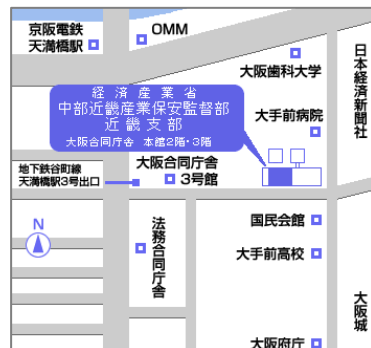 京阪電鉄
天満橋駅
OMM
大阪歯科大学
日本経済新聞社
経済産業省
中部近畿産業保安監督部
近畿支部
大阪合同庁舎 本館2階・3階
大手前病院
地下鉄谷町線
天満橋駅3号出口
大阪合同庁舎
3号館
N
法務合同庁舎
国民会館
大手前高校
大阪城
大阪府庁